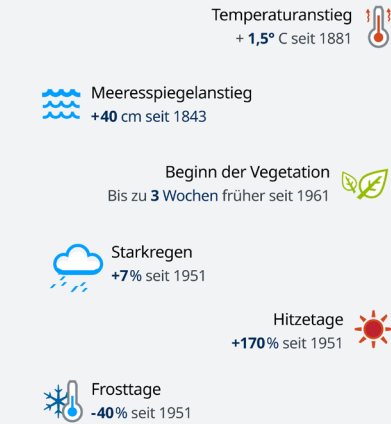 Temperaturanstieg
+ 1,5° C seit 1881
Meeresspiegelanstieg
+40 cm seit 1843
Beginn der Vegetation
Bis zu 3 Wochen früher seit 1961
Starkregen
+7% seit 1951
Hitzetage
+170% seit 1951
Frosttage
-40% seit 1951